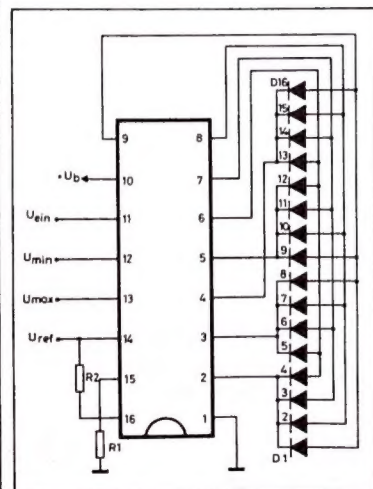 D16
15
14
13
12
11
10
9
8
7
6
5
4
3
2
D1
9 8
+Ub 10 7
Uein 11 6
Umin 12 5
Umax 13 4
Uref 14 3
R2 15 2
R1 16 1